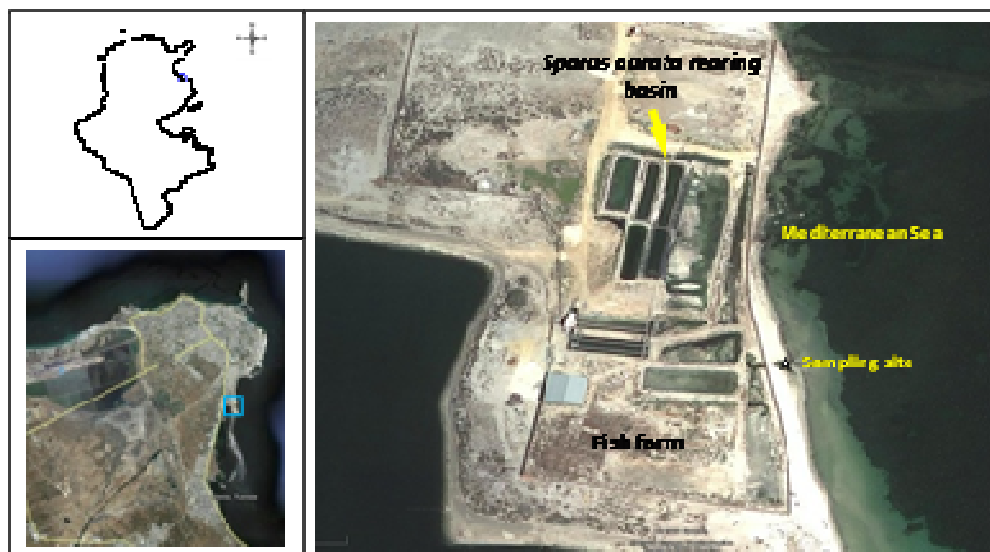 Sparus aurata rearing
basin
Mediterranean Sea
Sampling site
Fish farm